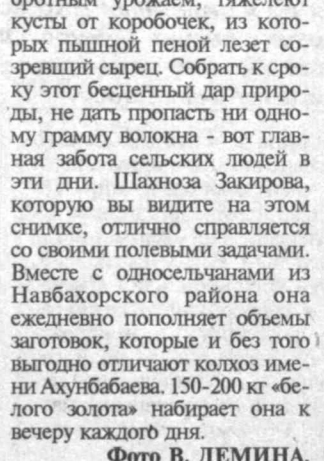 оротным урожаем, тяжелеют
кусты от коробочек, из кото-
рых пышной пеной лезет со-
зревший сырец. Собрать к сро-
ку этот бесценный дар приро-
ды, не дать пропасть ни одно-
му грамму волокна - вот глав-
ная забота сельских людей в
эти дни. Шахноза Закирова,
которую вы видите на этом
снимке, отлично справляется
со своими полевыми задачами.
Вместе с односельчанами из
Навбахорского района она
ежедневно пополняет объемы
заготовок, которые и без того
выгодно отличают колхоз име-
ни Ахунбабаева. 150-200 кг «бе-
лого золота» набирает она к
вечеру каждого дня.
Фото В. ДЕМИНА.